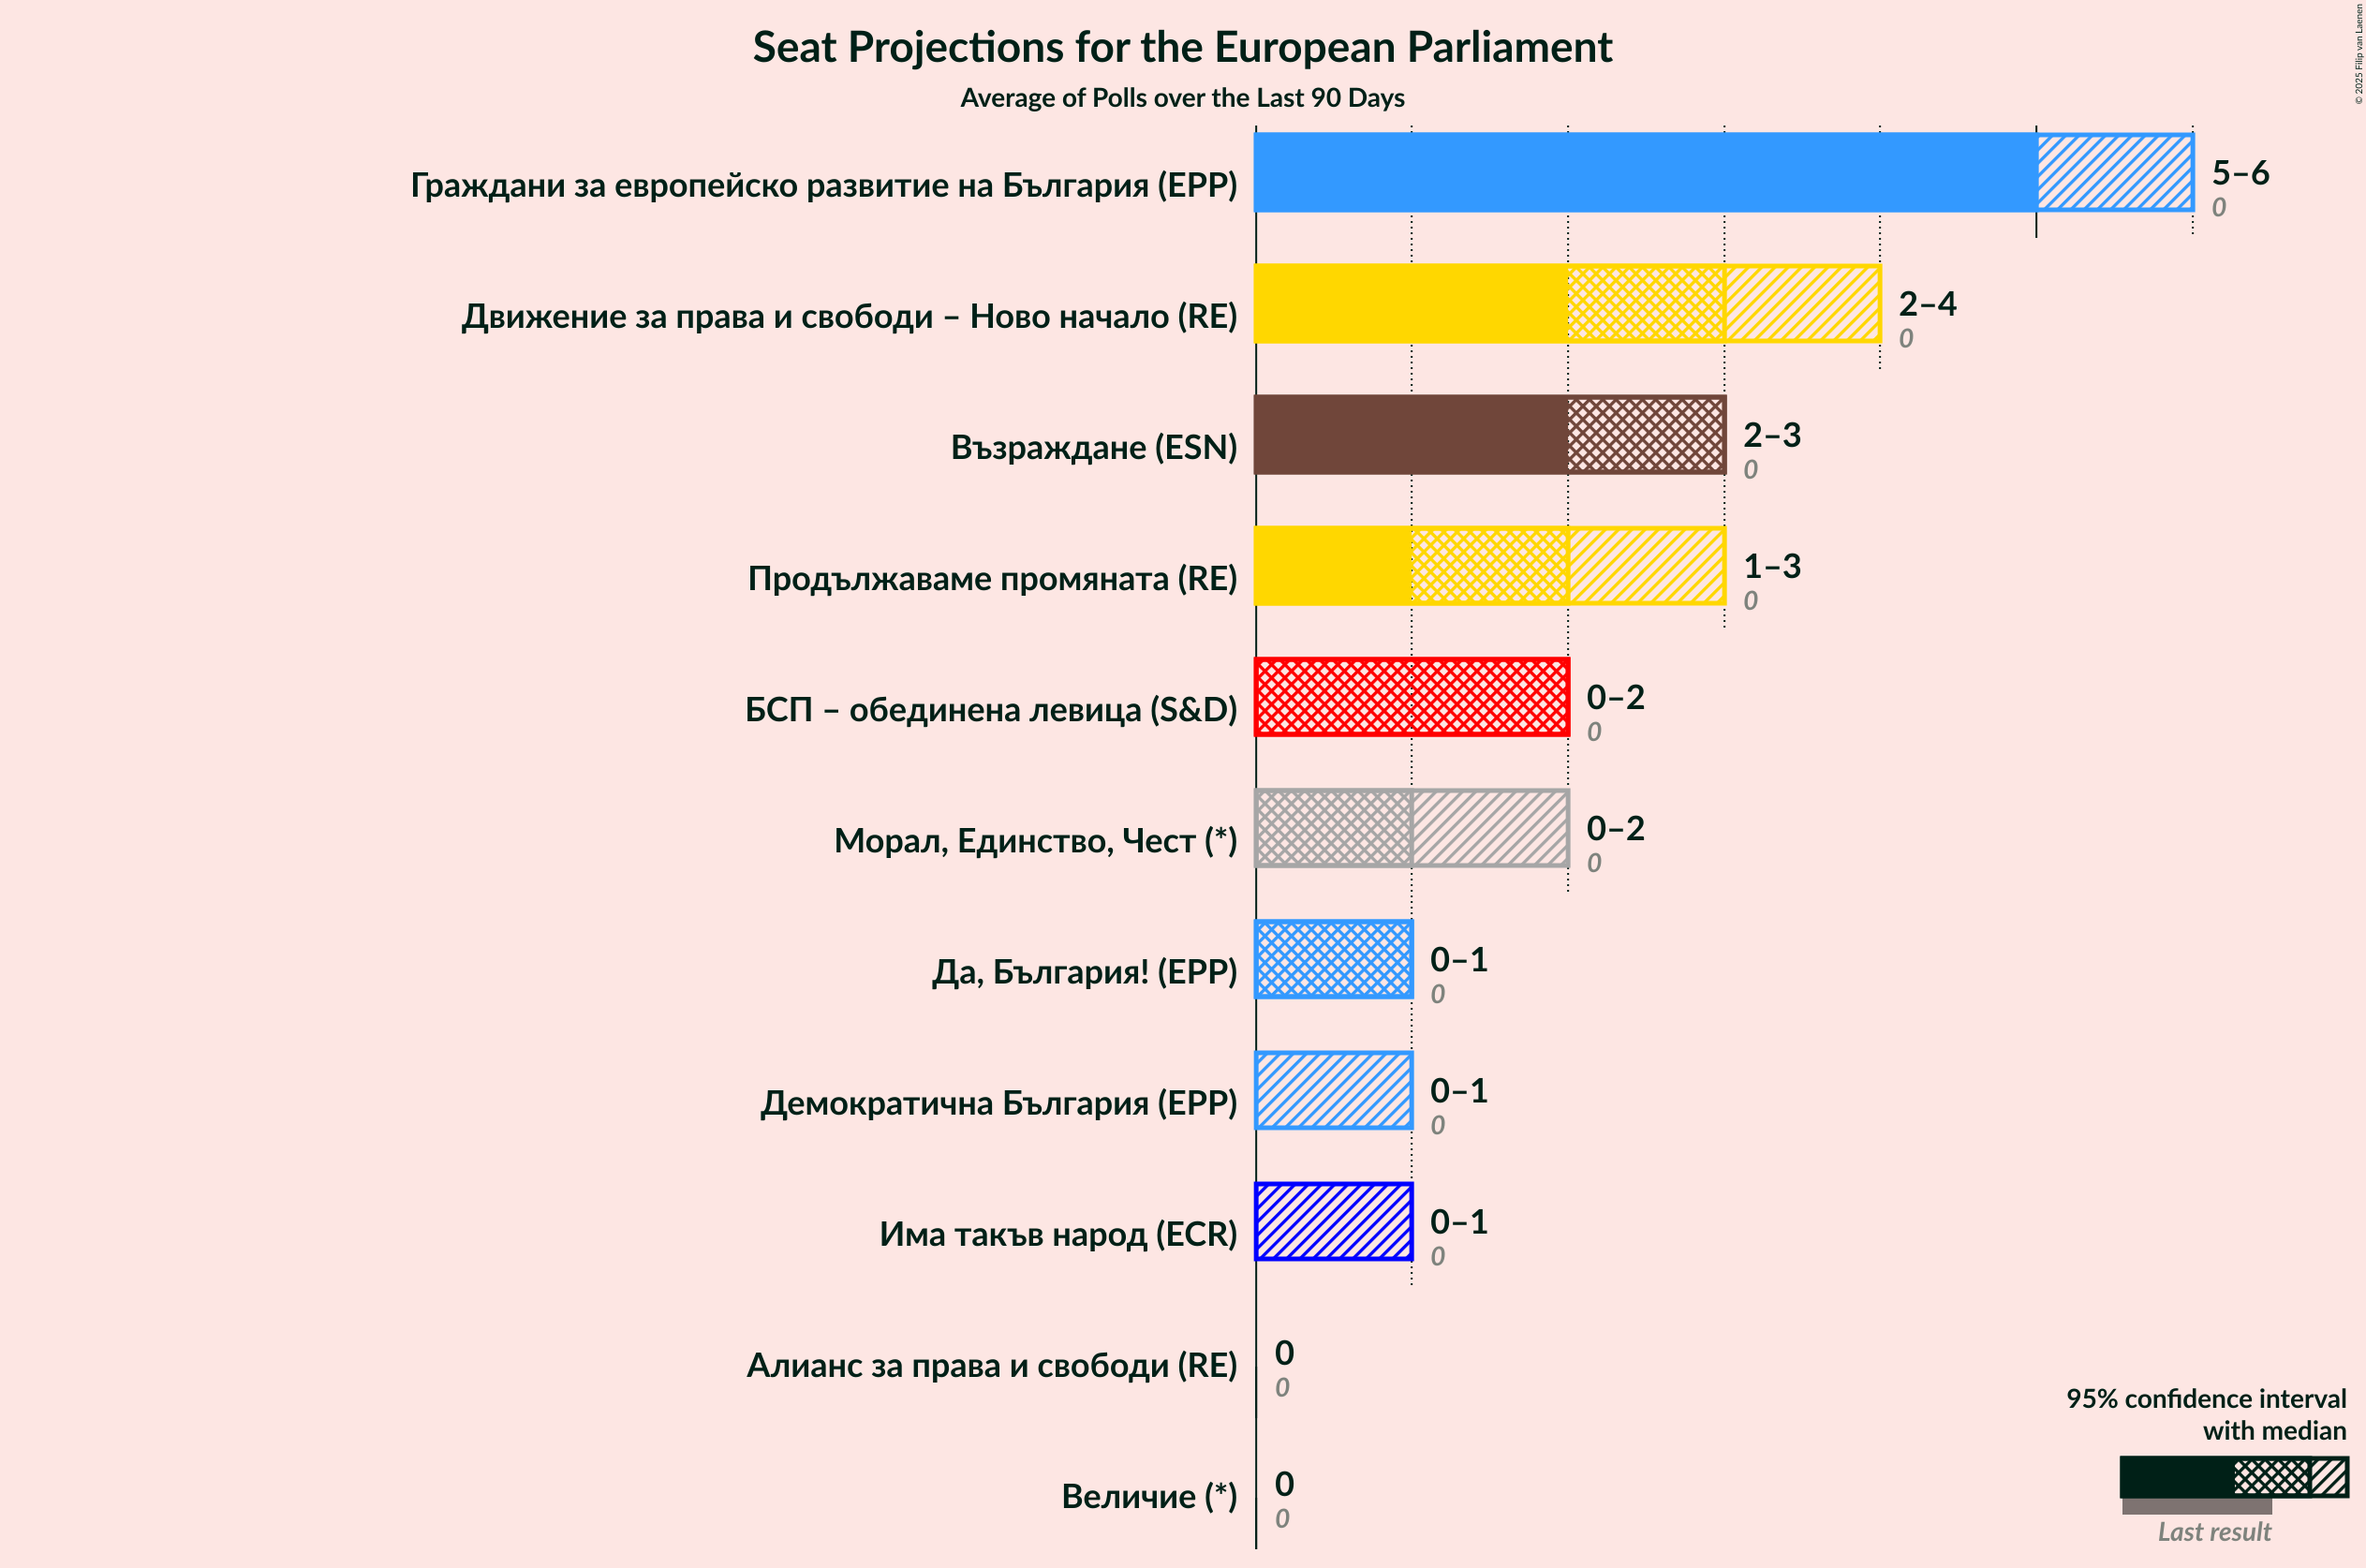 Seat Projections for the European Parliament
Average of Polls over the Last 90 Days
© 2025 Filip van Laenen
Граждани за европейско развитие на България (EPP)
5–6
0
Движение за права и свободи – Ново начало (RE)
2–4
0
Възраждане (ESN)
2–3
0
Продължаваме промяната (RE)
1–3
0
БСП – обединена левица (S&D)
0–2
0
Морал, Единство, Чест (*)
0–2
0
Да, България! (EPP)
0–1
0
Демократична България (EPP)
0–1
0
Има такъв народ (ECR)
0–1
0
Алианс за права и свободи (RE)
0
0
Величие (*)
0
0
95% confidence interval
with median
Last result